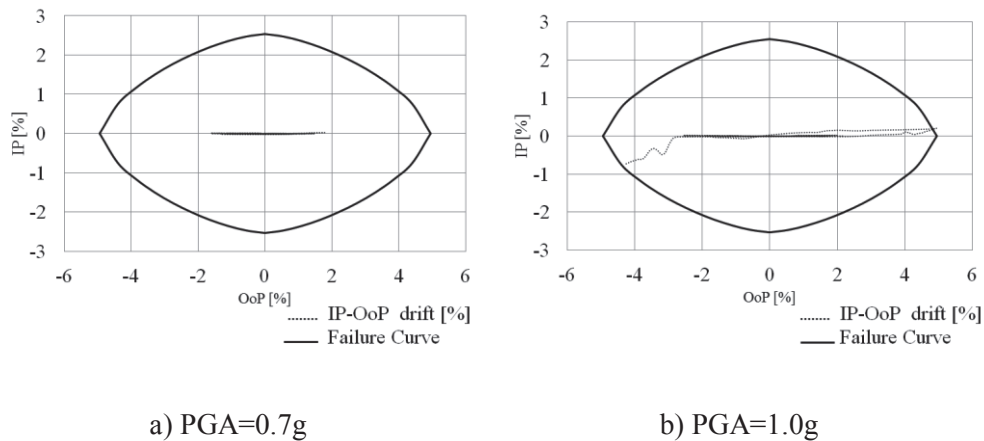 3
2
1
0
-1
-2
-3
IP [%]
-6 -4 -2 0 2 4 6
OoP [%]
IP-OoP drift [%]
Failure Curve
a) PGA=0.7g
3
2
1
0
-1
-2
-3
IP [%]
-6 -4 -2 0 2 4 6
OoP [%]
IP-OoP drift [%]
Failure Curve
b) PGA=1.0g